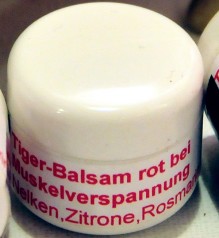 Tiger-Balsam rot bei
Muskelverspannung
Nelken,Zitrone,Rosma